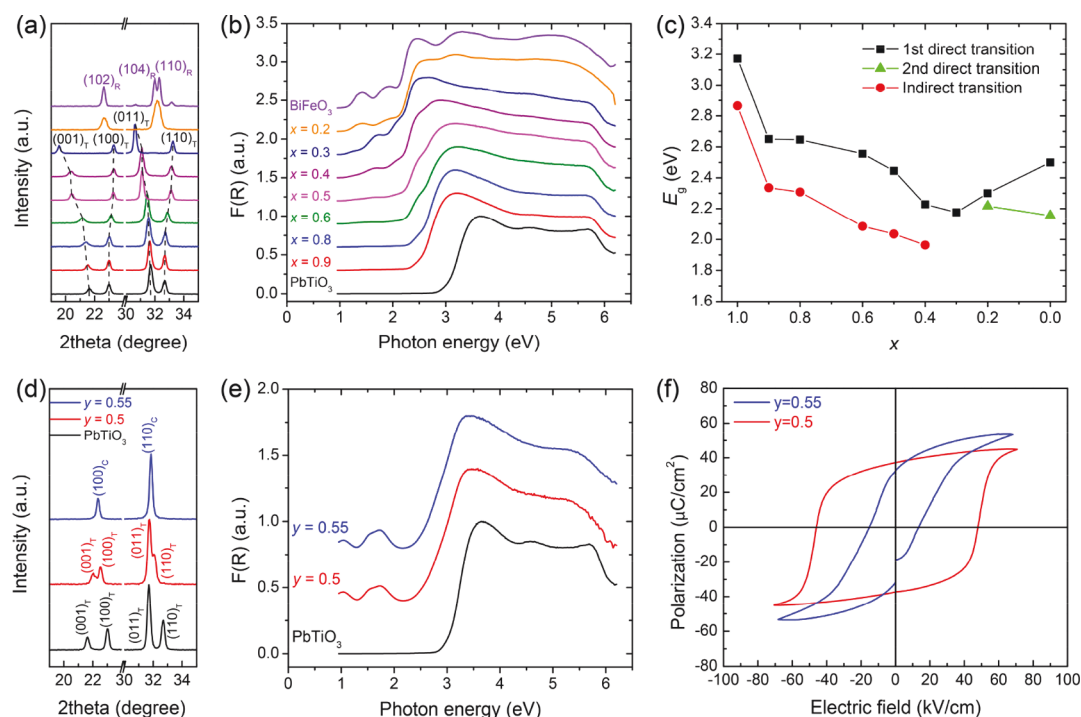 (a)
(102)R
(104)R
(110)R
(011)T
(001)T
(100)T
(110)T
Intensity (a.u.)
20 22 30 32 34
2theta (degree)
(b)
3.5
3.0
2.5
2.0
1.5
1.0
0.5
0.0
F(R) (a.u.)
BiFeO3
x = 0.2
x = 0.3
x = 0.4
x = 0.5
x = 0.6
x = 0.8
x = 0.9
PbTiO3
0 1 2 3 4 5 6
Photon energy (eV)
(c)
3.4
3.2
3.0
2.8
2.6
2.4
2.2
2.0
1.8
1.6
Eg (eV)
1st direct transition
2nd direct transition
Indirect transition
1.0 0.8 0.6 0.4 0.2 0.0
x
(d)
y = 0.55
y = 0.5
PbTiO3
(110)C
(100)C
(001)T
(100)T
(011)T
(110)T
(001)T
(100)T
(011)T
(110)T
Intensity (a.u.)
20 22 30 32 34
2theta (degree)
(e)
2.0
1.5
1.0
0.5
0.0
F(R) (a.u.)
y = 0.55
y = 0.5
PbTiO3
0 1 2 3 4 5 6
Photon energy (eV)
(f)
80
60
40
20
0
-20
-40
-60
-80
Polarization (μC/cm2)
y=0.55
y=0.5
-100 -80 -60 -40 -20 0 20 40 60 80 100
Electric field (kV/cm)